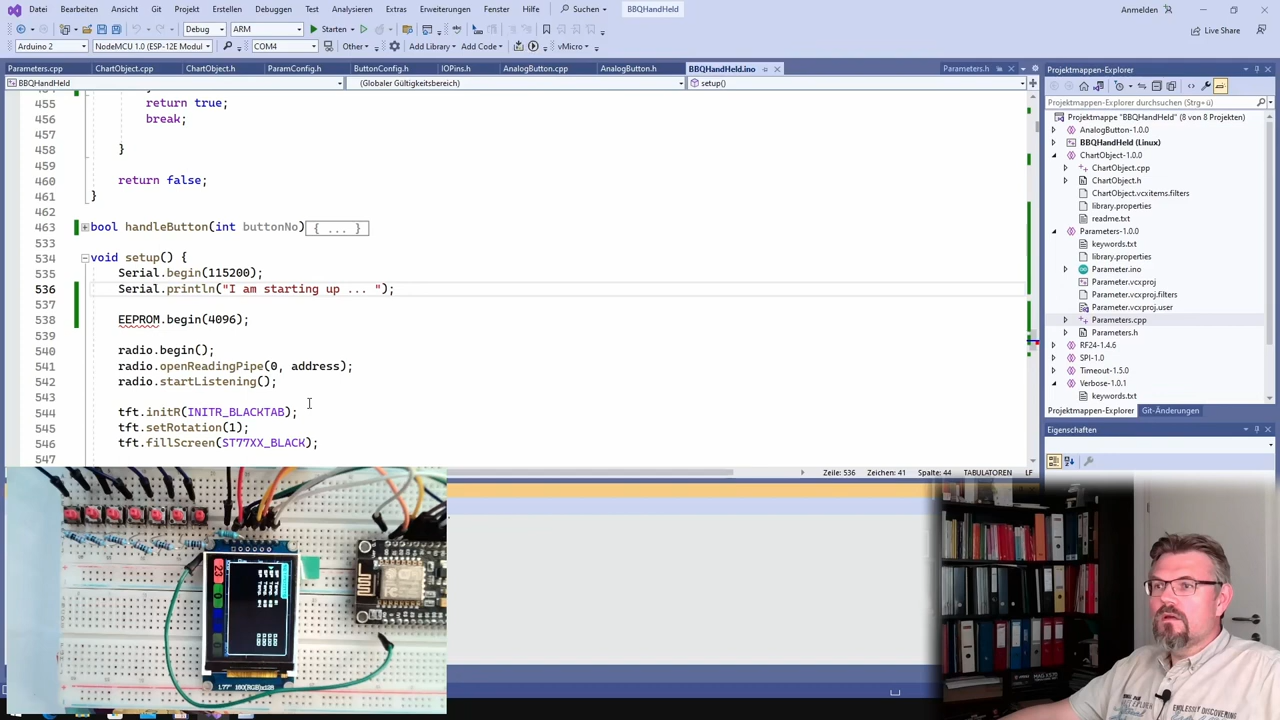 Datei Bearbeiten Ansicht Git Projekt Erstellen Debuggen Test Analysieren Extras Erweiterungen Fenster Hilfe Suchen BBQHandHeld Anmelden
Debug ARM Starten Live Share
Arduino 2 NodeMCU 1.0 (ESP-12E Modul COM4 Other Add Library Add Code vMicro
Parameters.cpp ChartObject.cpp ChartObject.h ParamConfig.h ButtonConfig.h IOPins.h AnalogButton.cpp AnalogButton.h BBQHandHeld.ino Parameters.h Projektmappen-Explorer
BBQHandHeld (Globaler Gültigkeitsbereich) setup()
Projektmappen-Explorer durchsuchen (Strg+ü)
455 return true;
456 break;
457
458 }
459
460 return false;
461 }
462
463 bool handleButton(int buttonNo) { ... }
533
534 void setup() {
535 Serial.begin(115200);
536 Serial.println("I am starting up ... ");
537
538 EEPROM.begin(4096);
539
540 radio.begin();
541 radio.openReadingPipe(0, address);
542 radio.startListening();
543
544 tft.initR(INITR_BLACKTAB);
545 tft.setRotation(1);
546 tft.fillScreen(ST77XX_BLACK);
547
Zeile: 536 Zeichen: 41 Spalte: 44 TABULATOREN LF
Projektmappe "BBQHandHeld" (8 von 8 Projekten)
AnalogButton-1.0.0
BBQHandHeld (Linux)
ChartObject-1.0.0
ChartObject.cpp
ChartObject.h
ChartObject.vcxitems.filters
library.properties
readme.txt
Parameters-1.0.0
keywords.txt
library.properties
Parameter.ino
Parameter.vcxproj
Parameter.vcxproj.filters
Parameter.vcxproj.user
Parameters.cpp
Parameters.h
RF24-1.4.6
SPI-1.0
Timeout-1.5.0
Verbose-1.0.1
keywords.txt
Projektmappen-Explorer Git-Änderungen
Eigenschaften
23
0
1.77" 160(RGB)x128